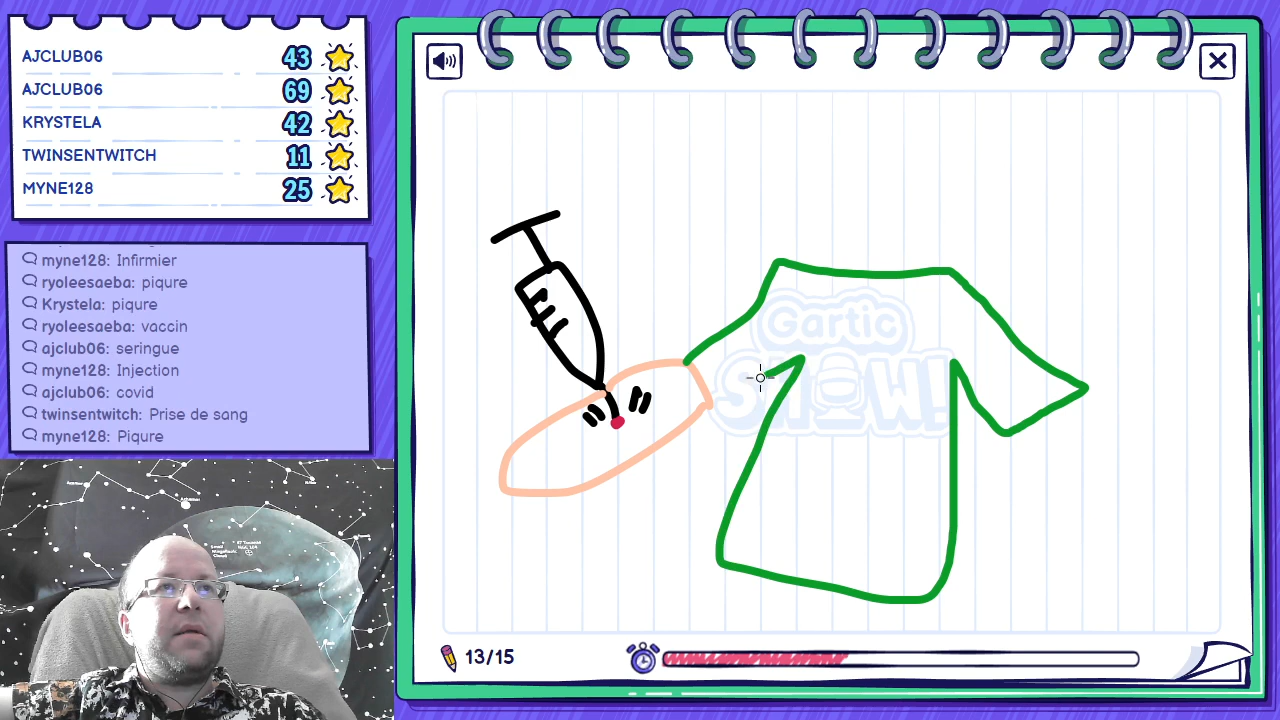 AJCLUB06 43
AJCLUB06 69
KRYSTELA 42
TWINSENTWITCH 11
MYNE128 25
myne128: Infirmier
ryoleesaeba: piqure
Krystela: piqure
ryoleesaeba: vaccin
ajclub06: seringue
myne128: Injection
ajclub06: covid
twinsentwitch: Prise de sang
myne128: Piqure
Gartic
SHOW!
13/15